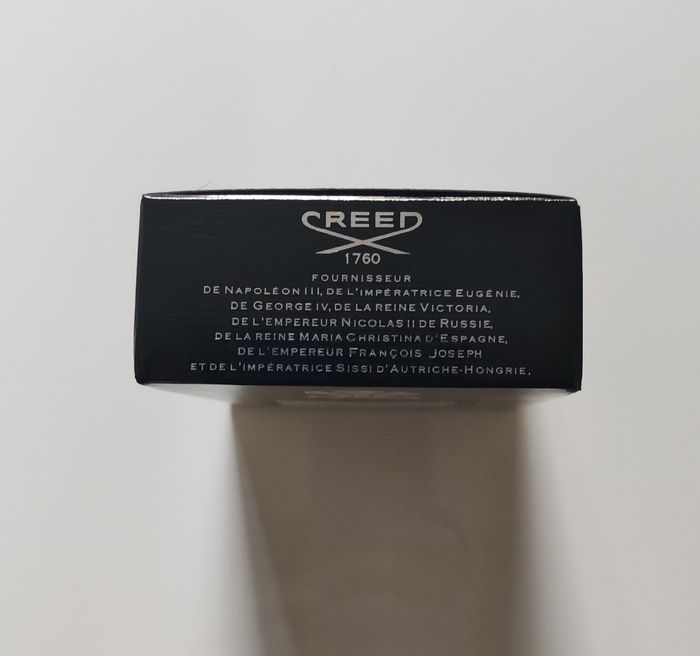 CREED
1760
FOURNISSEUR
DE NAPOLÉON III, DE L'IMPÉRATRICE EUGÉNIE,
DE GEORGE IV, DE LA REINE VICTORIA,
DE L'EMPEREUR NICOLAS II DE RUSSIE,
DE LA REINE MARIA CHRISTINA D'ESPAGNE,
DE L'EMPEREUR FRANÇOIS JOSEPH
ET DE L'IMPÉRATRICE SISSI D'AUTRICHE-HONGRIE.